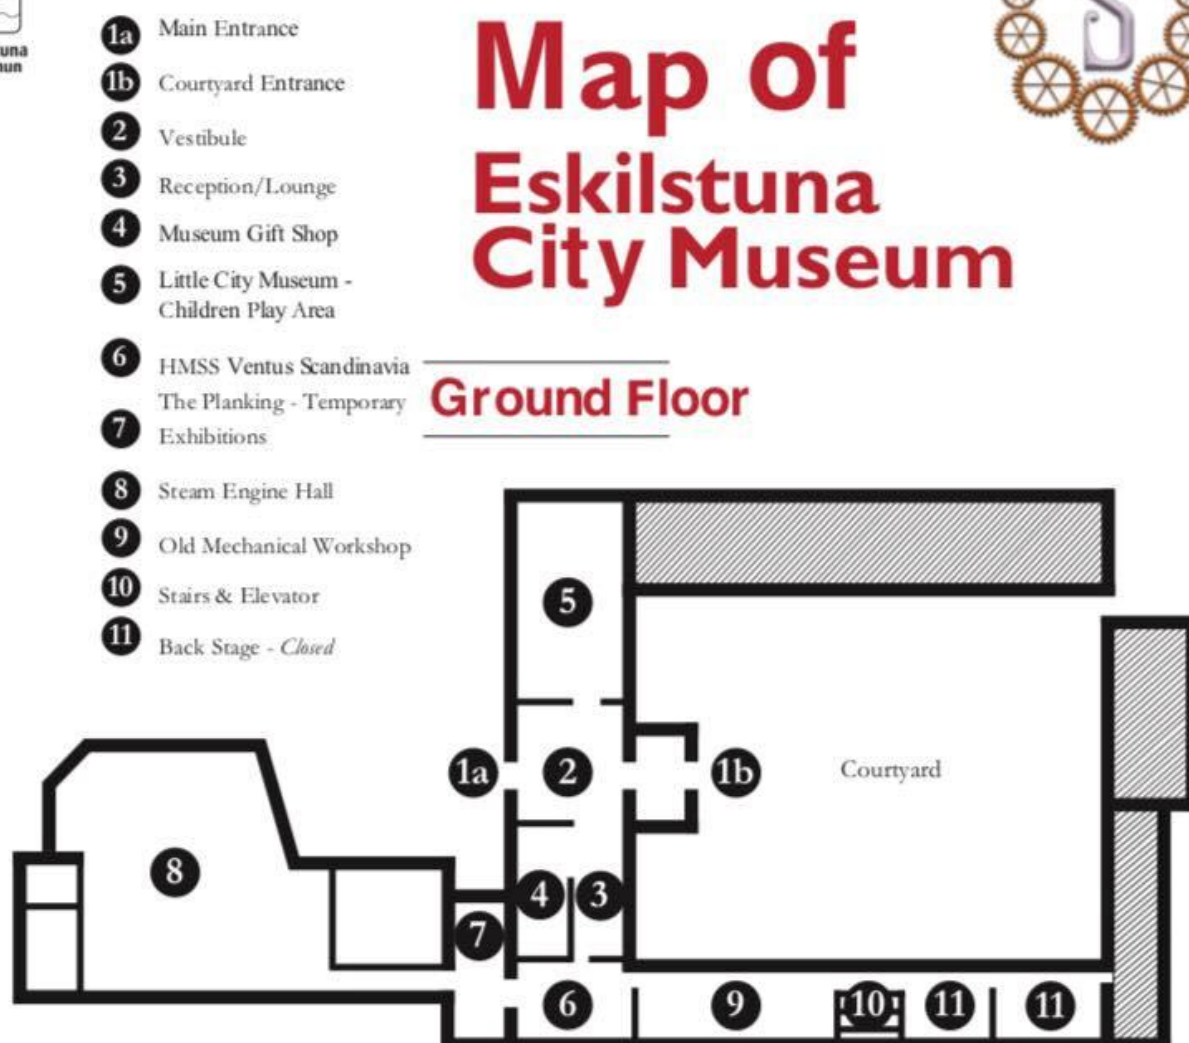 una
un
1a Main Entrance
1b Courtyard Entrance
2 Vestibule
3 Reception/Lounge
4 Museum Gift Shop
5 Little City Museum -
Children Play Area
6 HMSS Ventus Scandinavia
The Planking - Temporary
7 Exhibitions
8 Steam Engine Hall
9 Old Mechanical Workshop
10 Stairs & Elevator
11 Back Stage - Closed
Map of
Eskilstuna
City Museum
Ground Floor
5
1a 2 1b Courtyard
8
4 3
7
6 9 10 11 11